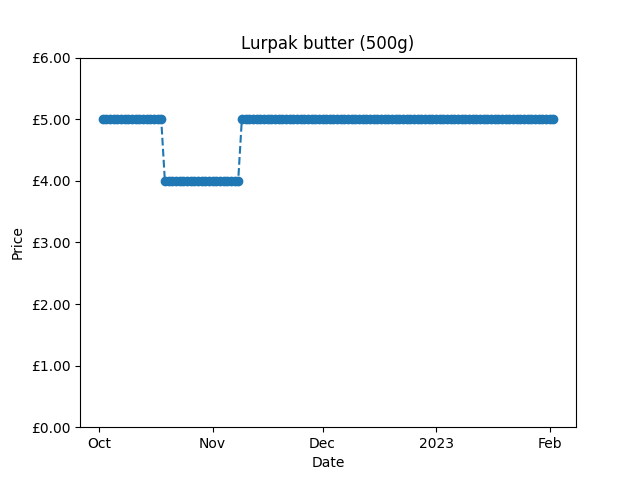 Lurpak butter (500g)
£6.00
£5.00
£4.00
£3.00
£2.00
£1.00
£0.00
Price
Oct Nov Dec 2023 Feb
Date